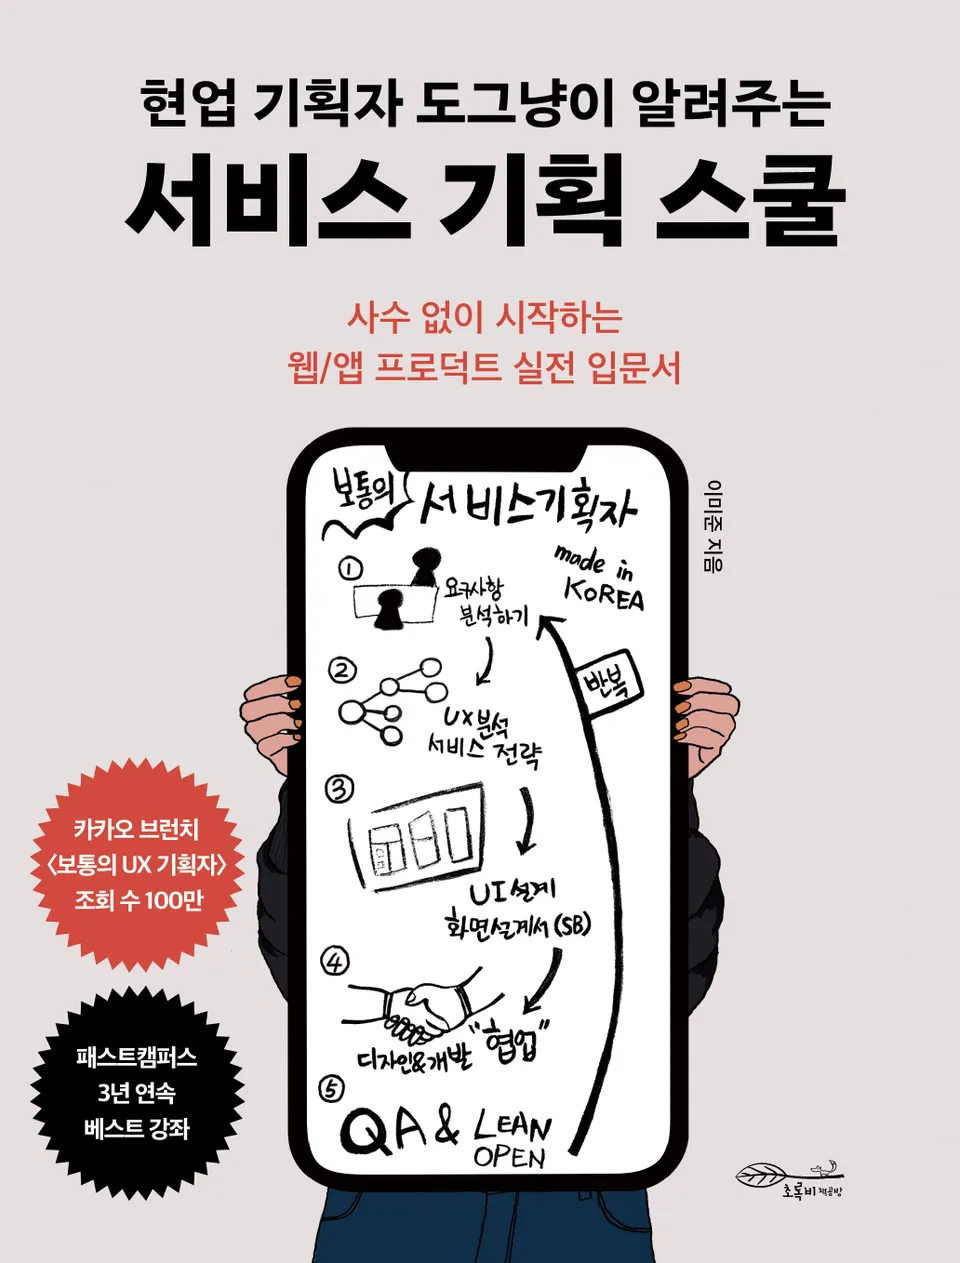 현업 기획자 도그냥이 알려주는
서비스 기획 스쿨
사수 없이 시작하는
웹/앱 프로덕트 실전 입문서
이미준 지음
보통의
서비스기획자
made in
KOREA
①
요구사항
분석하기
반복
②
UX분석
서비스 전략
③
UI설계
화면설계서(SB)
④
디자인&개발 "협업"
⑤
QA & LEAN
OPEN
카카오 브런치
〈보통의 UX 기획자〉
조회 수 100만
패스트캠퍼스
3년 연속
베스트 강좌
초록비책공방